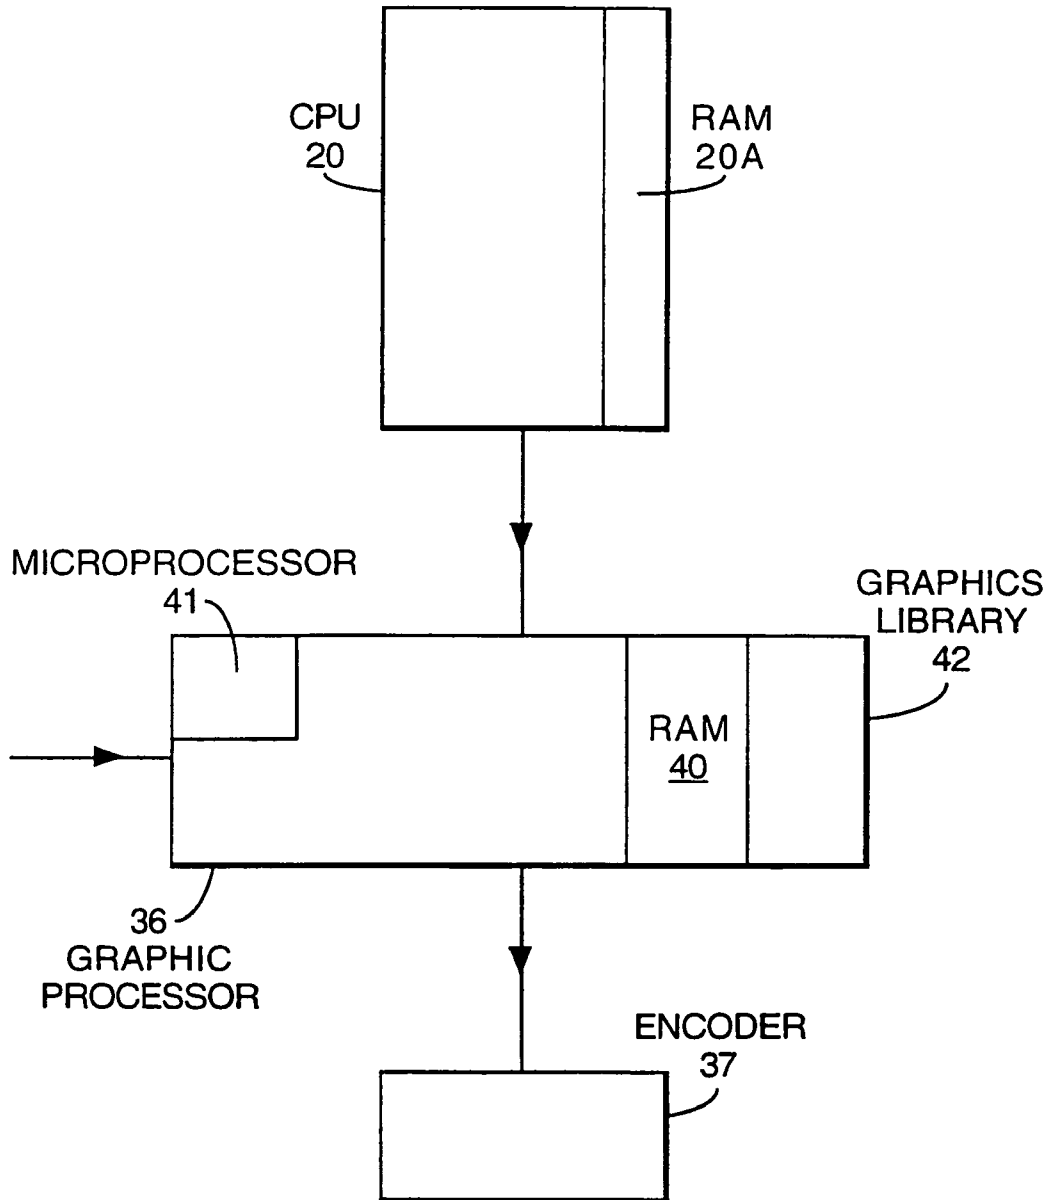 CPU
20
RAM
20A
MICROPROCESSOR
41
GRAPHICS
LIBRARY
42
RAM
40
36
GRAPHIC
PROCESSOR
ENCODER
37